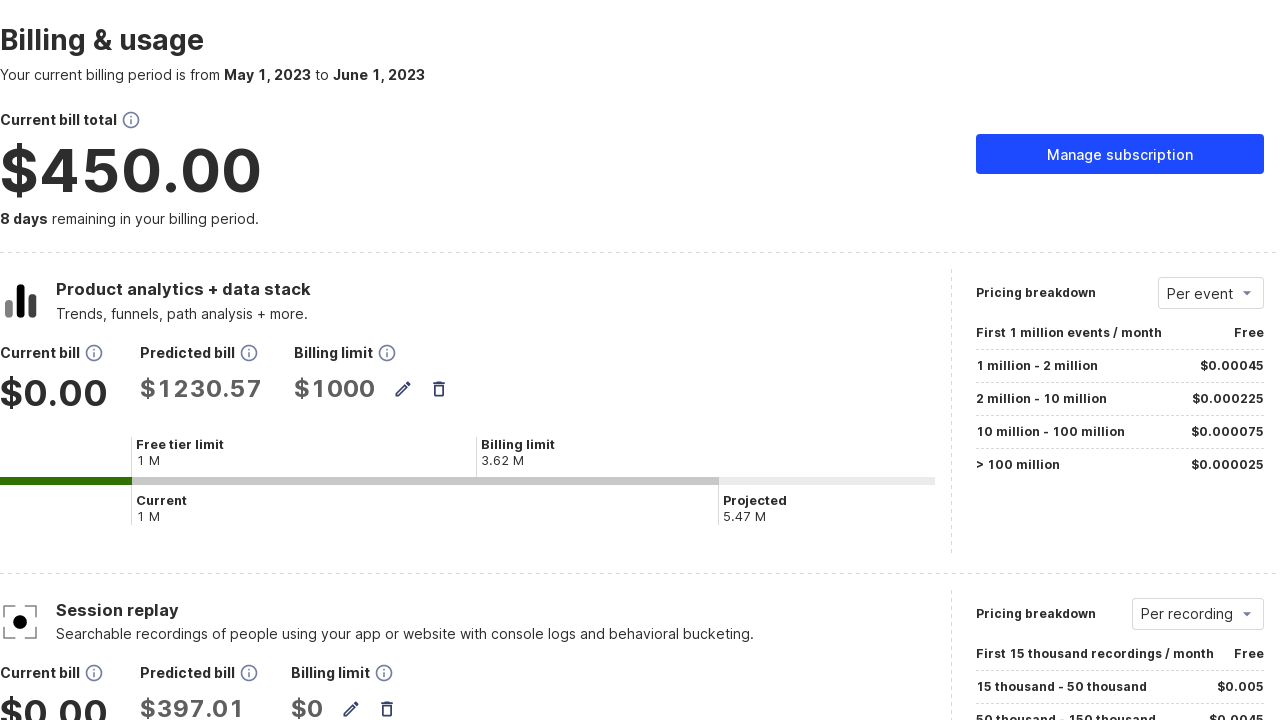 Billing & usage
Your current billing period is from May 1, 2023 to June 1, 2023
Current bill total
$450.00
8 days remaining in your billing period.
Manage subscription
Product analytics + data stack
Trends, funnels, path analysis + more.
Current bill
$0.00
Predicted bill
$1230.57
Billing limit
$1000
Free tier limit
1 M
Billing limit
3.62 M
Current
1 M
Projected
5.47 M
Pricing breakdown
Per event
First 1 million events / month Free
1 million - 2 million $0.00045
2 million - 10 million $0.000225
10 million - 100 million $0.000075
> 100 million $0.000025
Session replay
Searchable recordings of people using your app or website with console logs and behavioral bucketing.
Current bill
$0.00
Predicted bill
$397.01
Billing limit
$0
Pricing breakdown
Per recording
First 15 thousand recordings / month Free
15 thousand - 50 thousand $0.005
50 thousand - 150 thousand $0.0045